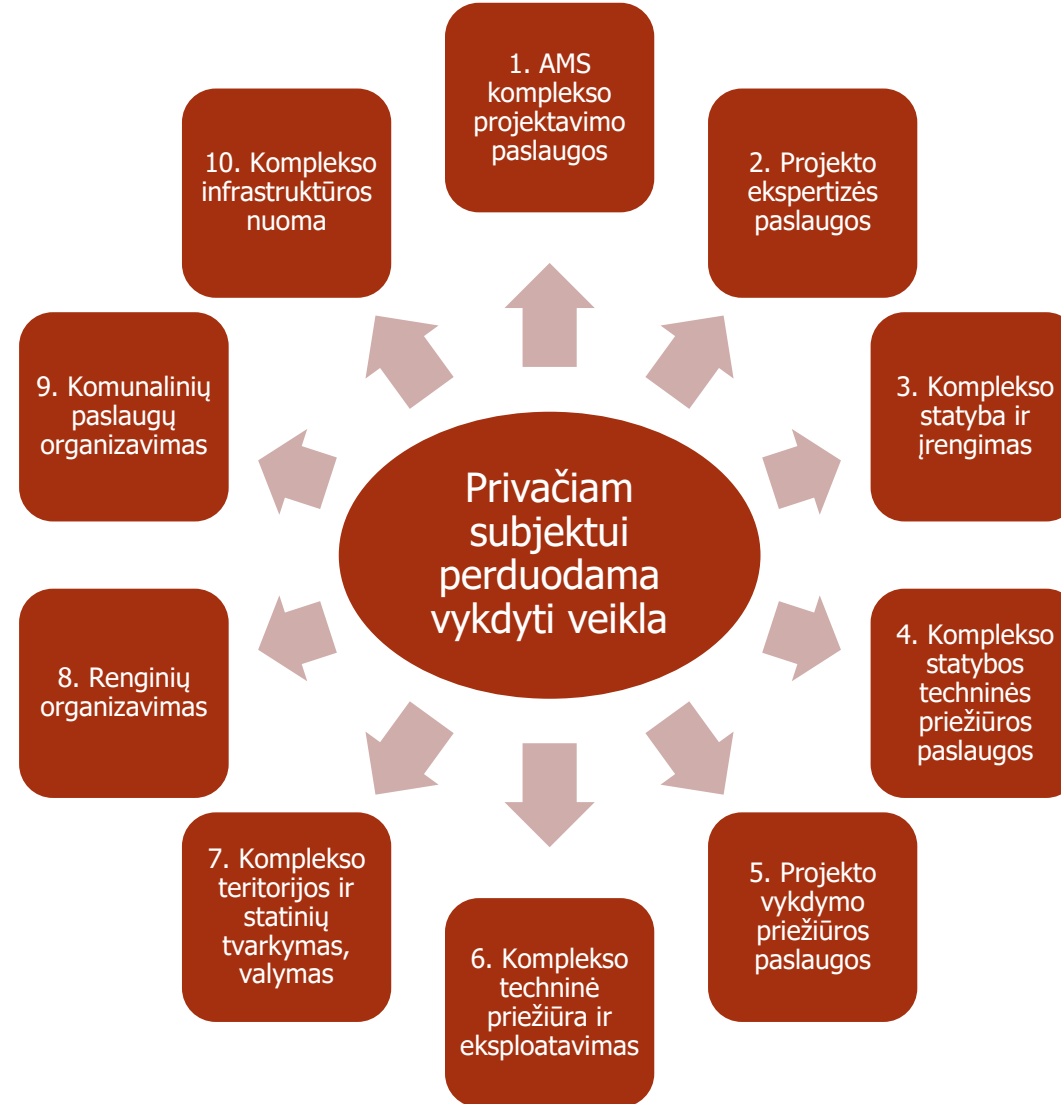 1. AMS
komplekso
projektavimo
paslaugos
2. Projekto
ekspertizės
paslaugos
3. Komplekso
statyba ir
įrengimas
4. Komplekso
statybos
techninės
priežiūros
paslaugos
5. Projekto
vykdymo
priežiūros
paslaugos
6. Komplekso
techninė
priežiūra ir
eksploatavimas
7. Komplekso
teritorijos ir
statinių
tvarkymas,
valymas
8. Renginių
organizavimas
9. Komunalinių
paslaugų
organizavimas
10. Komplekso
infrastruktūros
nuoma
Privačiam
subjektui
perduodama
vykdyti veikla